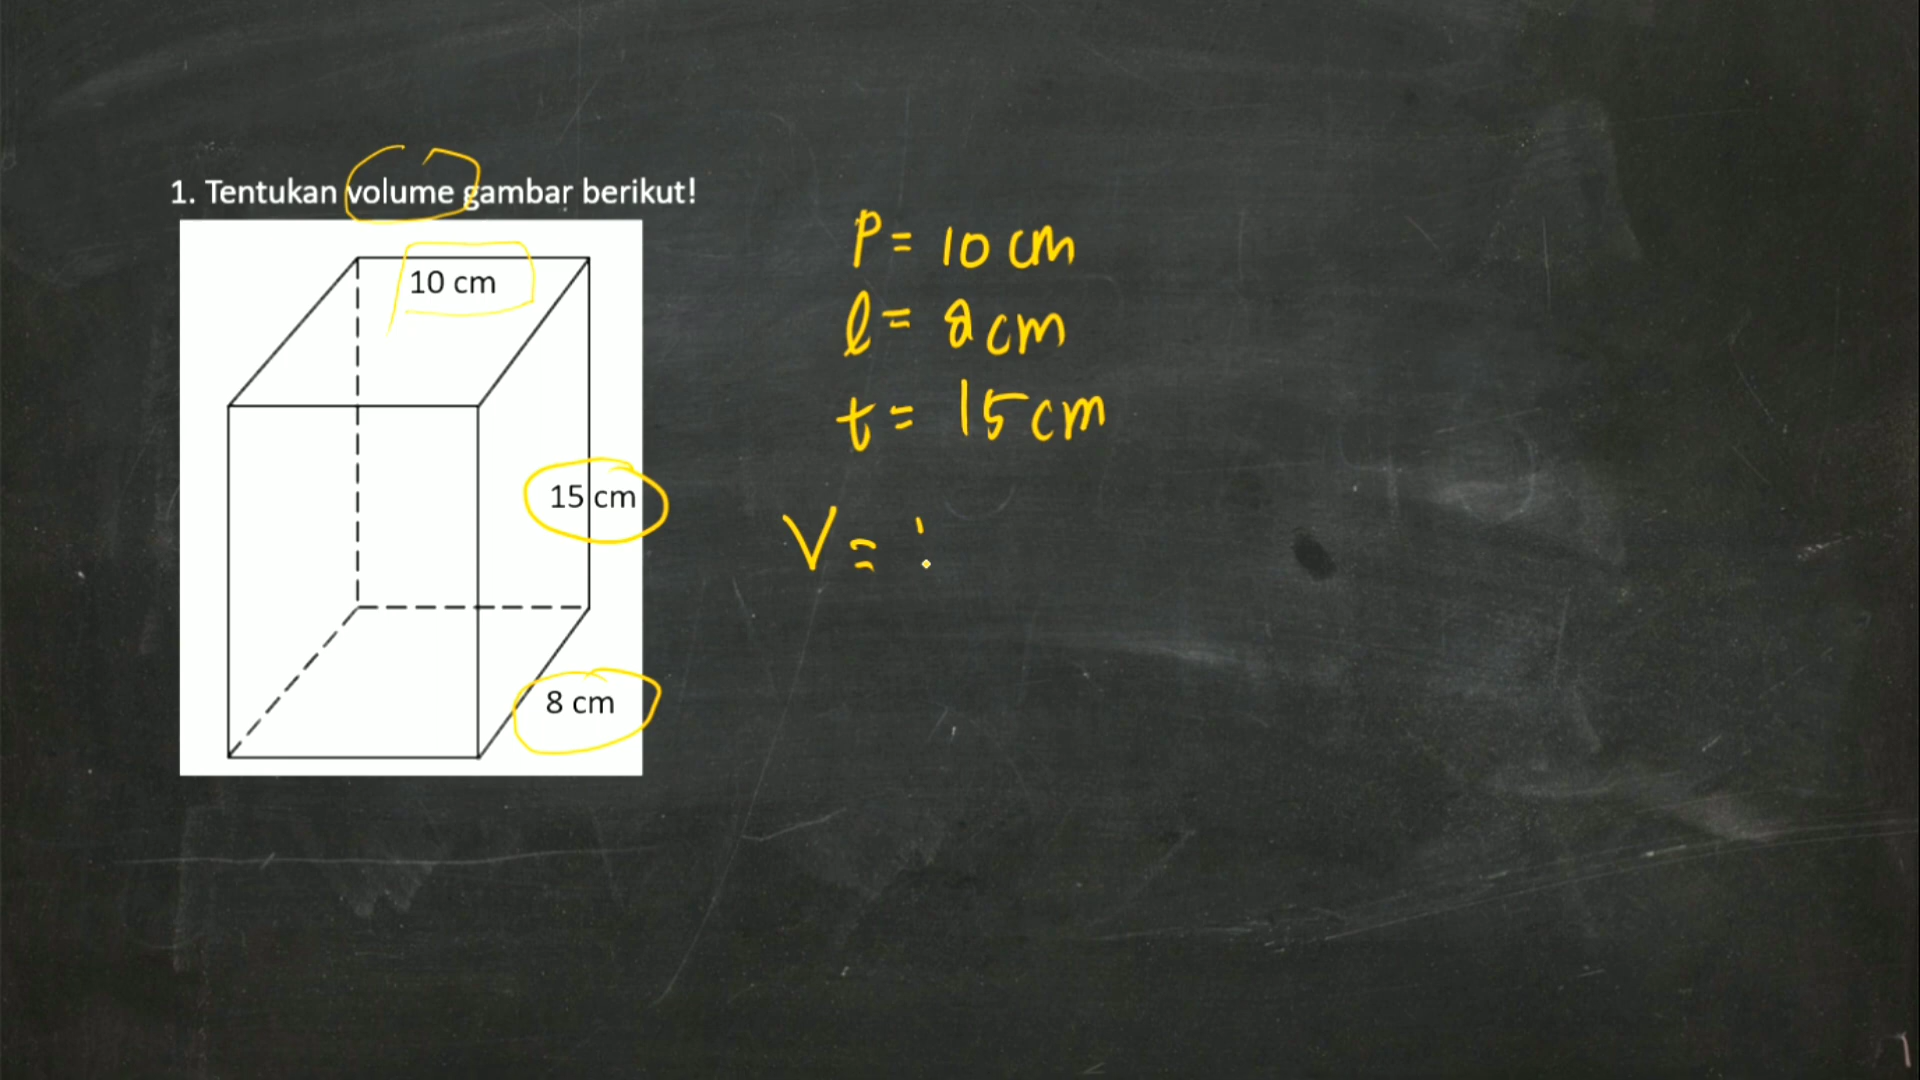 1. Tentukan volume gambar berikut!
10 cm
15 cm
8 cm
P = 10 cm
l = 8 cm
t = 15 cm
V = :